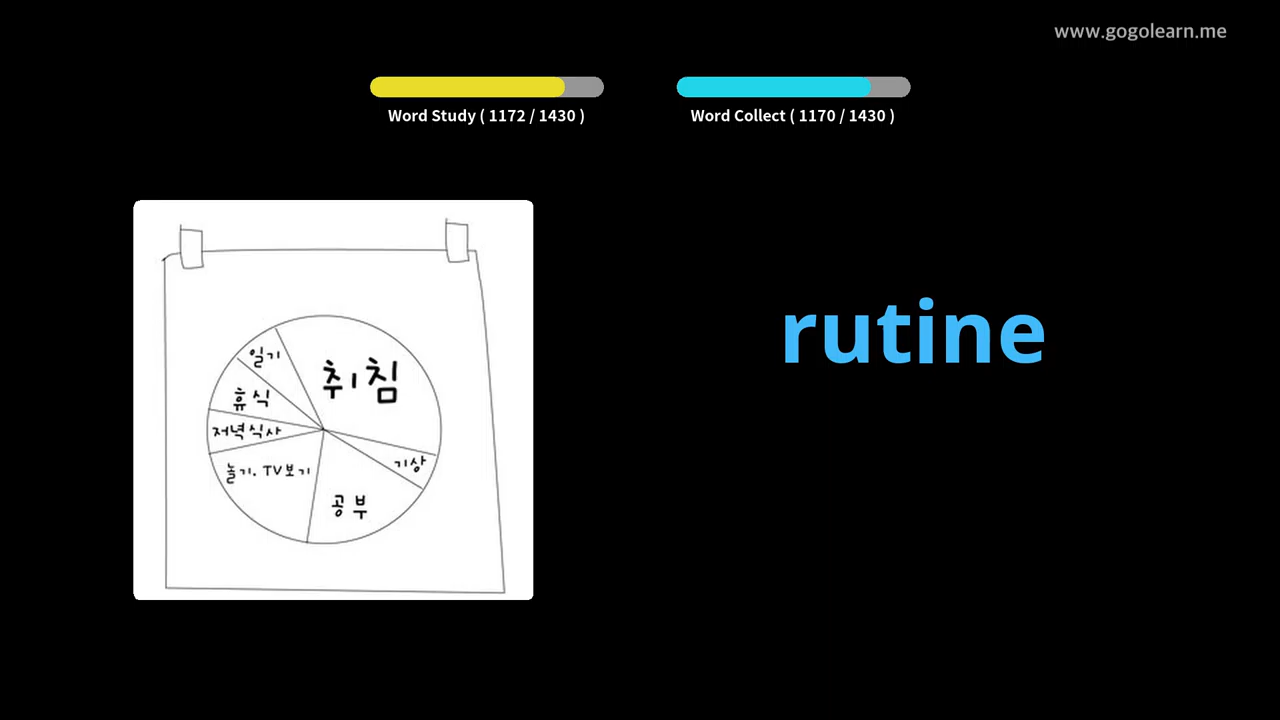 www.gogolearn.me
Word Study ( 1172 / 1430 )
Word Collect ( 1170 / 1430 )
rutine
일기
취침
휴식
저녁식사
기상
놀기. TV보기
공부